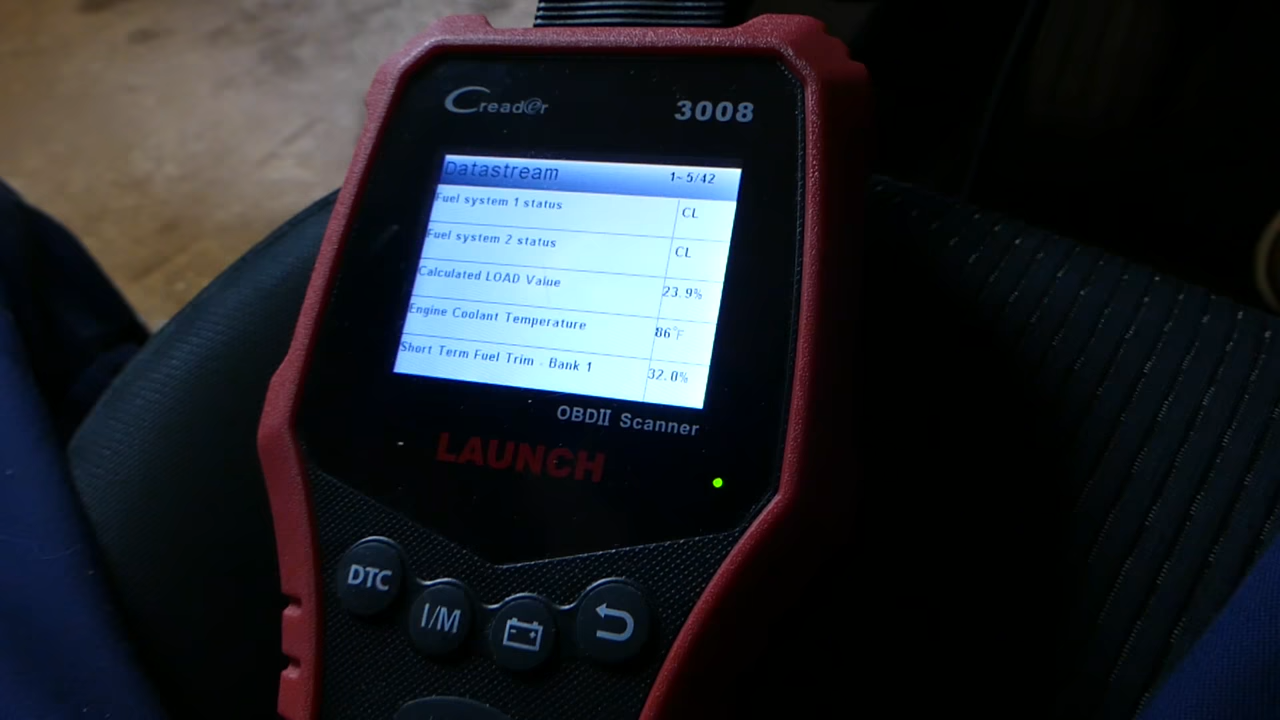 Creader
3008
Datastream 1~5/42
Fuel system 1 status CL
Fuel system 2 status CL
Calculated LOAD Value 23.9%
Engine Coolant Temperature 86°F
Short Term Fuel Trim - Bank 1 32.0%
OBDII Scanner
LAUNCH
DTC
I/M